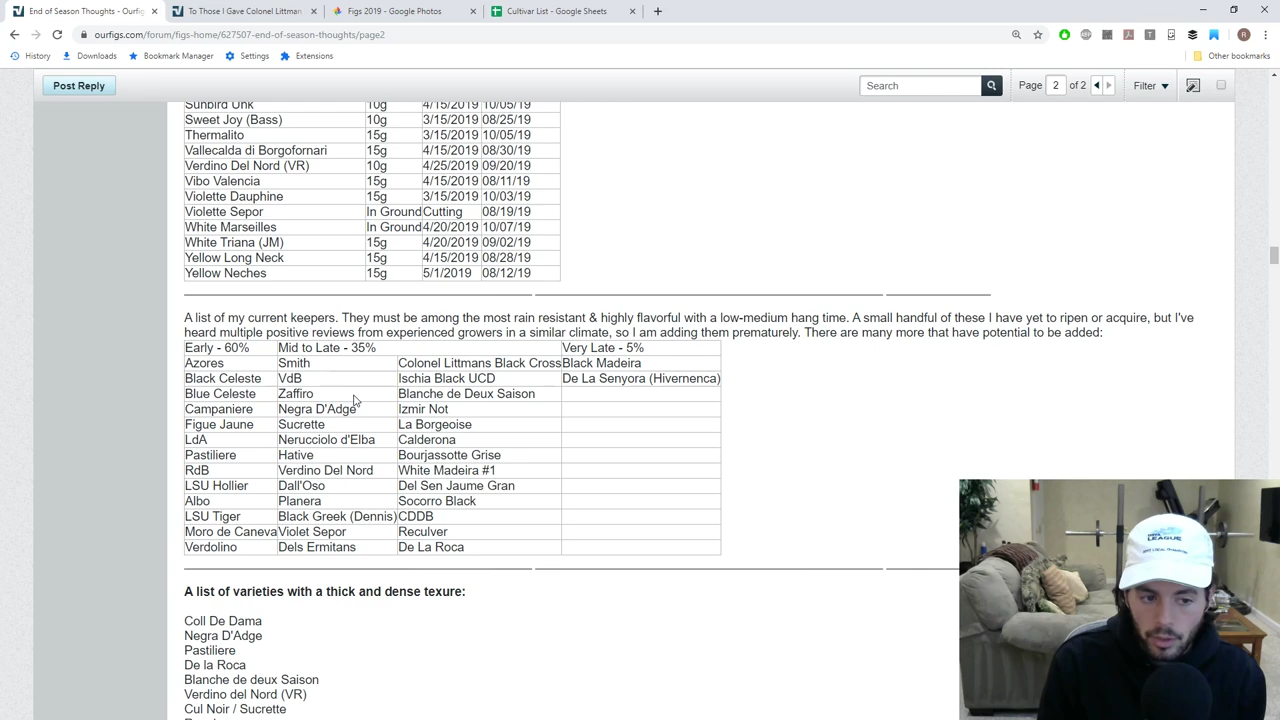 End of Season Thoughts - Ourfig
To Those I Gave Colonel Littman
Figs 2019 - Google Photos
Cultivar List - Google Sheets
ourfigs.com/forum/figs-home/627507-end-of-season-thoughts/page2
History
Downloads
Bookmark Manager
Settings
Extensions
Other bookmarks
Post Reply
Search
Page 2 of 2
Filter
Sunbird Unk 10g 4/15/2019 10/05/19
Sweet Joy (Bass) 10g 3/15/2019 08/25/19
Thermalito 15g 3/15/2019 10/05/19
Vallecalda di Borgofornari 15g 4/15/2019 08/30/19
Verdino Del Nord (VR) 10g 4/25/2019 09/20/19
Vibo Valencia 15g 4/15/2019 08/11/19
Violette Dauphine 15g 3/15/2019 10/03/19
Violette Sepor In Ground Cutting 08/19/19
White Marseilles In Ground 4/20/2019 10/07/19
White Triana (JM) 15g 4/20/2019 09/02/19
Yellow Long Neck 15g 4/15/2019 08/28/19
Yellow Neches 15g 5/1/2019 08/12/19
A list of my current keepers. They must be among the most rain resistant & highly flavorful with a low-medium hang time. A small handful of these I have yet to ripen or acquire, but I've
heard multiple positive reviews from experienced growers in a similar climate, so I am adding them prematurely. There are many more that have potential to be added:
Early - 60% Mid to Late - 35% Very Late - 5%
Azores Smith Colonel Littmans Black Cross Black Madeira
Black Celeste VdB Ischia Black UCD De La Senyora (Hivernenca)
Blue Celeste Zaffiro Blanche de Deux Saison
Campaniere Negra D'Adge Izmir Not
Figue Jaune Sucrette La Borgeoise
LdA Nerucciolo d'Elba Calderona
Pastiliere Hative Bourjassotte Grise
RdB Verdino Del Nord White Madeira #1
LSU Hollier Dall'Oso Del Sen Jaume Gran
Albo Planera Socorro Black
LSU Tiger Black Greek (Dennis) CDDB
Moro de Caneva Violet Sepor Reculver
Verdolino Dels Ermitans De La Roca
A list of varieties with a thick and dense texure:
Coll De Dama
Negra D'Adge
Pastiliere
De la Roca
Blanche de deux Saison
Verdino del Nord (VR)
Cul Noir / Sucrette